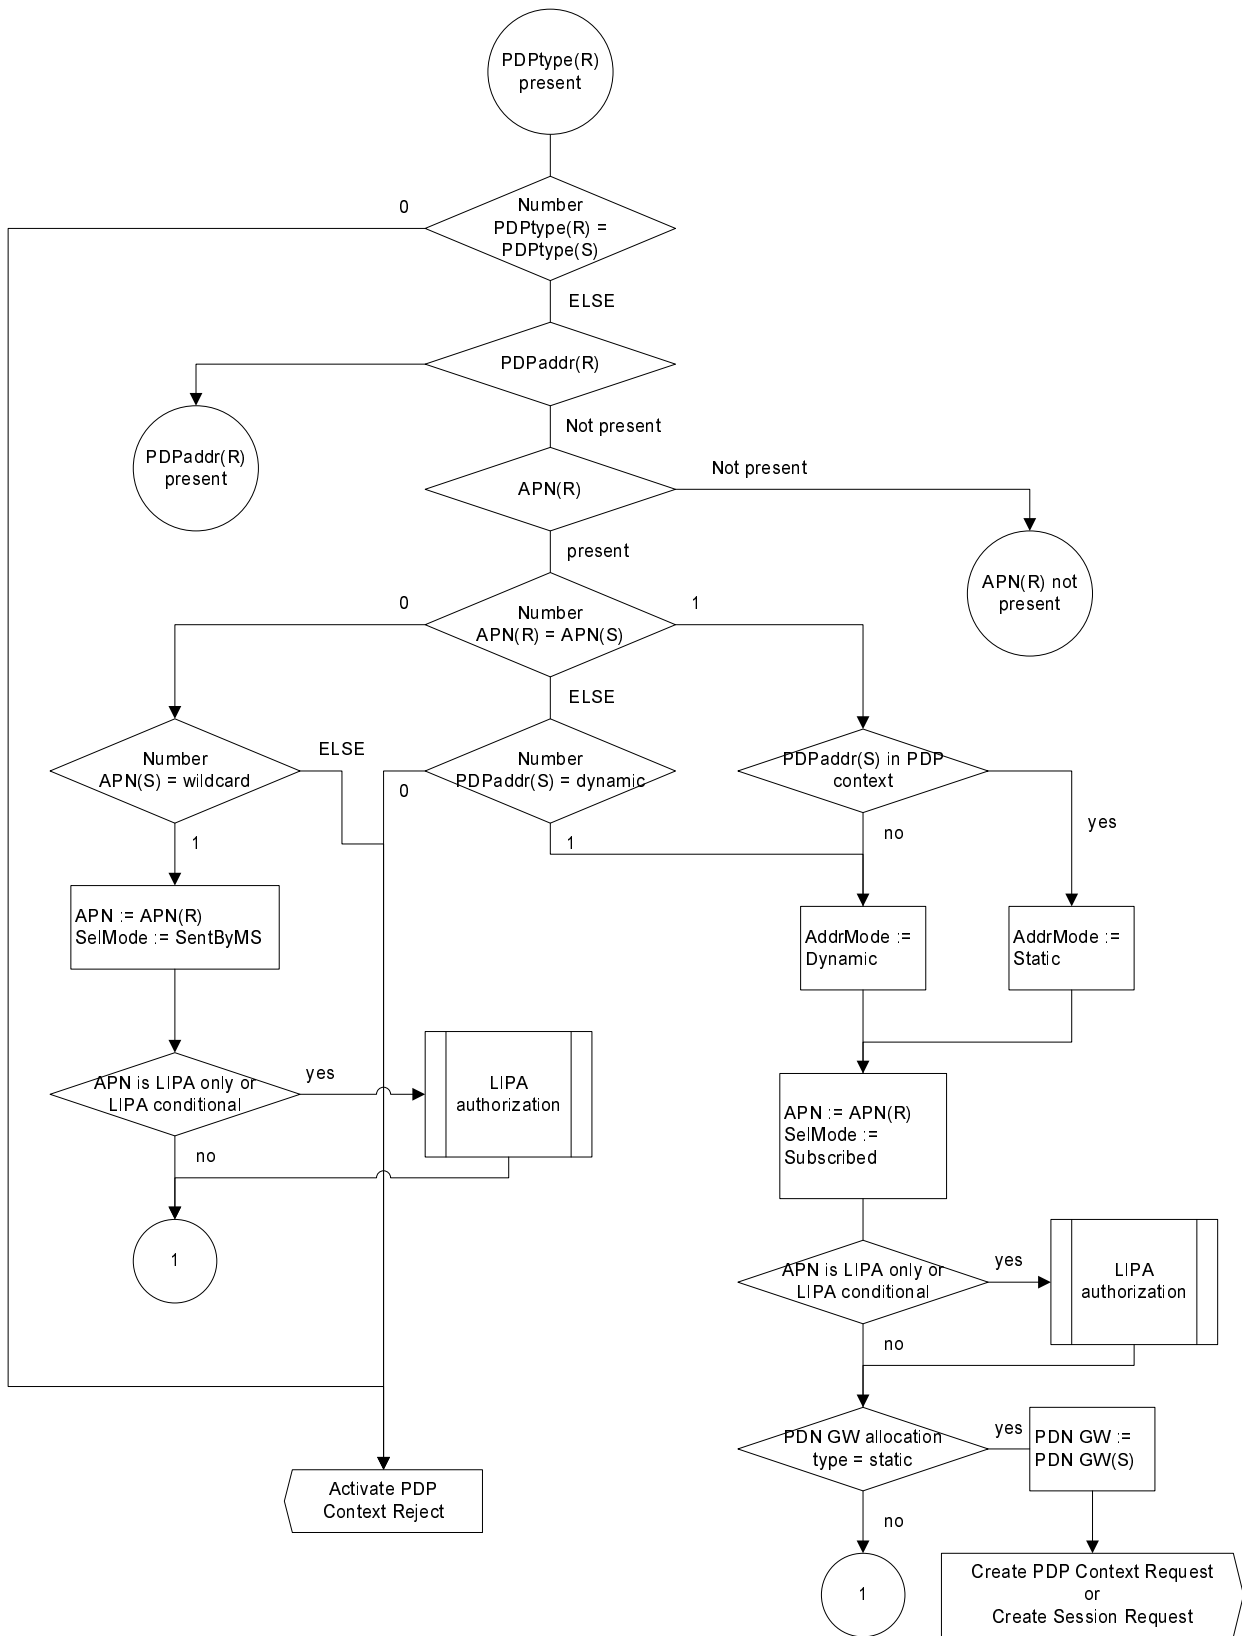 PDPtype(R)
present
0
Number
PDPtype(R) =
PDPtype(S)
ELSE
PDPaddr(R)
Not present
PDPaddr(R)
present
APN(R)
Not present
present
APN(R) not
present
0
Number
APN(R) = APN(S)
1
ELSE
Number
APN(S) = wildcard
ELSE
Number
PDPaddr(S) = dynamic
0
PDPaddr(S) in PDP
context
1
1
no
yes
APN := APN(R)
SelMode := SentByMS
AddrMode :=
Dynamic
AddrMode :=
Static
APN is LIPA only or
LIPA conditional
yes
LIPA
authorization
no
APN := APN(R)
SelMode :=
Subscribed
1
APN is LIPA only or
LIPA conditional
yes
LIPA
authorization
no
PDN GW allocation
type = static
yes
PDN GW :=
PDN GW(S)
Activate PDP
Context Reject
no
1
Create PDP Context Request
or
Create Session Request